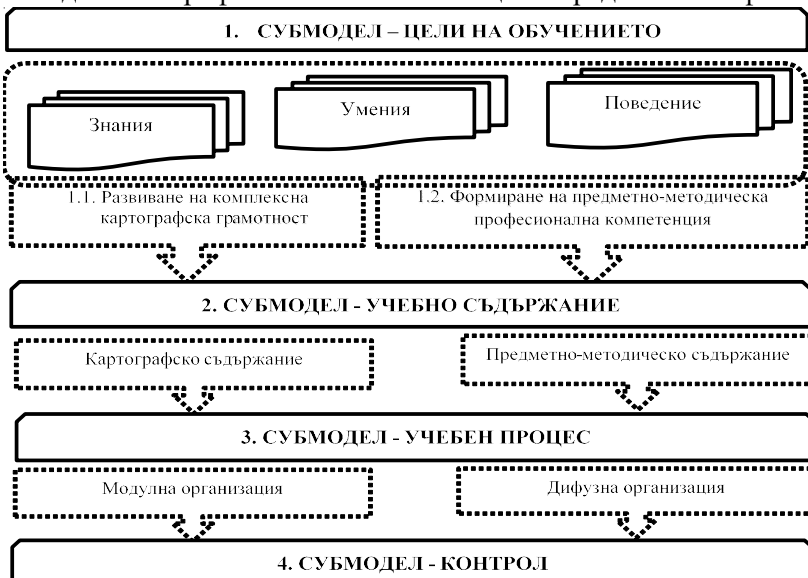 1. СУБМОДЕЛ – ЦЕЛИ НА ОБУЧЕНИЕТО
Знания
Умения
Поведение
1.1. Развиване на комплексна
картографска грамотност
1.2. Формиране на предметно-методическа
професионална компетенция
2. СУБМОДЕЛ - УЧЕБНО СЪДЪРЖАНИЕ
Картографско съдържание
Предметно-методическо съдържание
3. СУБМОДЕЛ - УЧЕБЕН ПРОЦЕС
Модулна организация
Дифузна организация
4. СУБМОДЕЛ - КОНТРОЛ